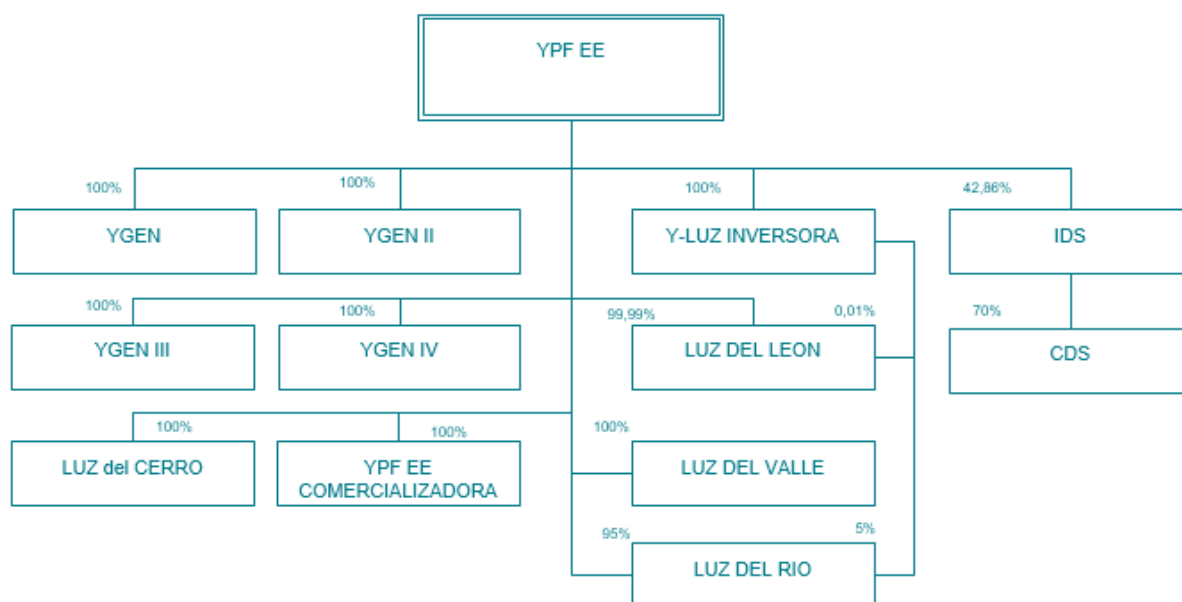 YPF EE
100%
100%
100%
42,86%
YGEN
YGEN II
Y-LUZ INVERSORA
IDS
100%
100%
99,99%
0,01%
70%
YGEN III
YGEN IV
LUZ DEL LEON
CDS
100%
100%
100%
LUZ del CERRO
YPF EE
COMERCIALIZADORA
LUZ DEL VALLE
95%
5%
LUZ DEL RIO